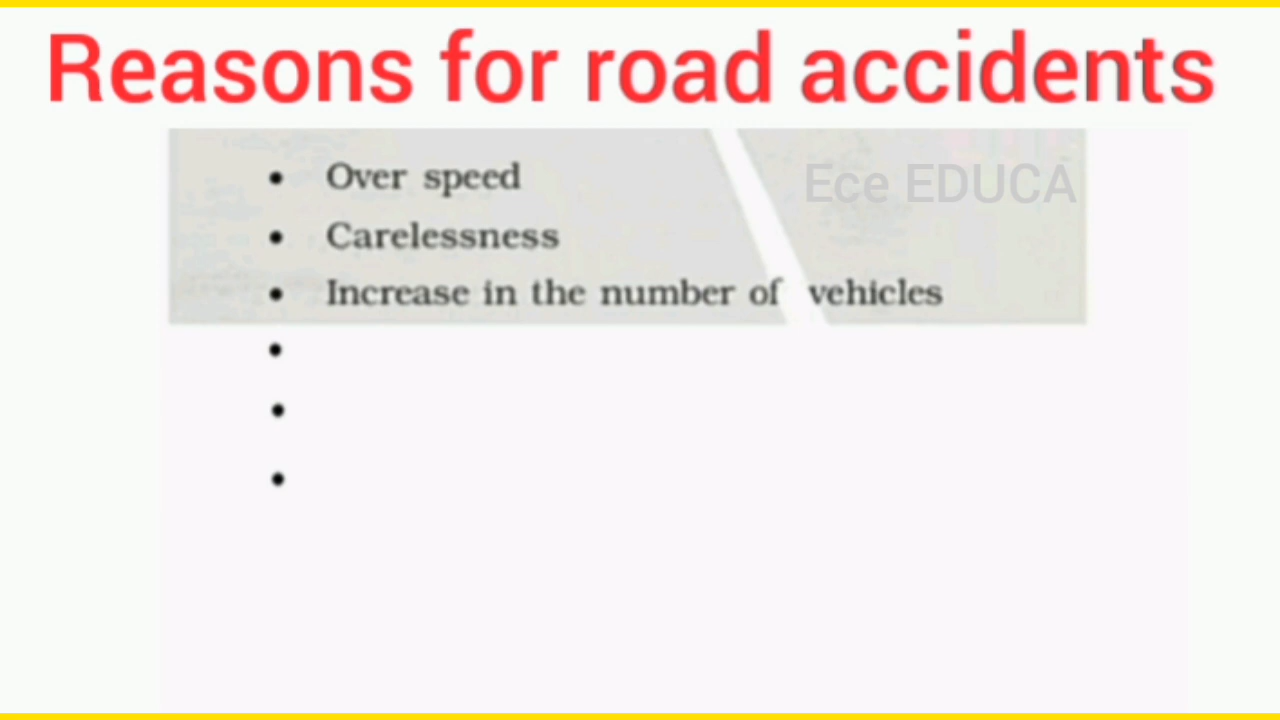 Reasons for road accidents
Ece EDUCA
• Over speed
• Carelessness
• Increase in the number of vehicles
•
•
•